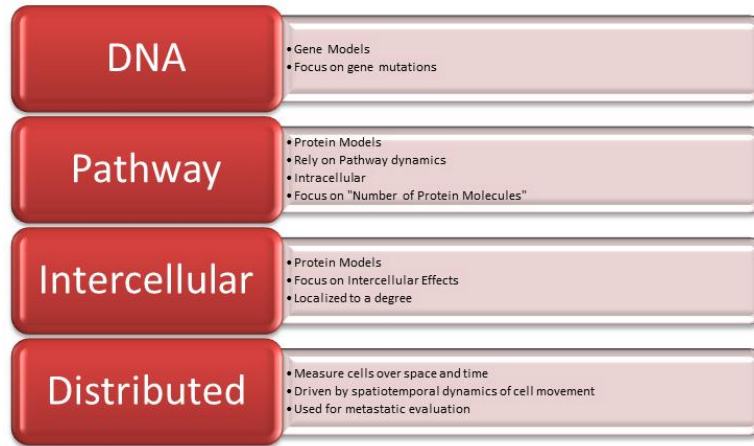 DNA
• Gene Models
• Focus on gene mutations
Pathway
• Protein Models
• Rely on Pathway dynamics
• Intracellular
• Focus on "Number of Protein Molecules"
Intercellular
• Protein Models
• Focus on Intercellular Effects
• Localized to a degree
Distributed
• Measure cells over space and time
• Driven by spatiotemporal dynamics of cell movement
• Used for metastatic evaluation